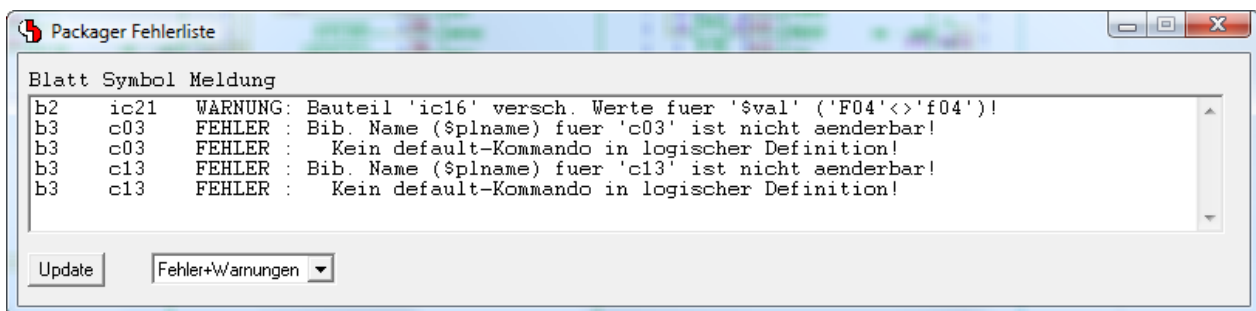 Packager Fehlerliste
Blatt Symbol Meldung
b2 ic21 WARNUNG: Bauteil 'ic16' versch. Werte fuer '$val' ('F04'<>'f04')!
b3 c03 FEHLER : Bib. Name ($plname) fuer 'c03' ist nicht aenderbar!
b3 c03 FEHLER : Kein default-Kommando in logischer Definition!
b3 c13 FEHLER : Bib. Name ($plname) fuer 'c13' ist nicht aenderbar!
b3 c13 FEHLER : Kein default-Kommando in logischer Definition!
Update Fehler+Warnungen